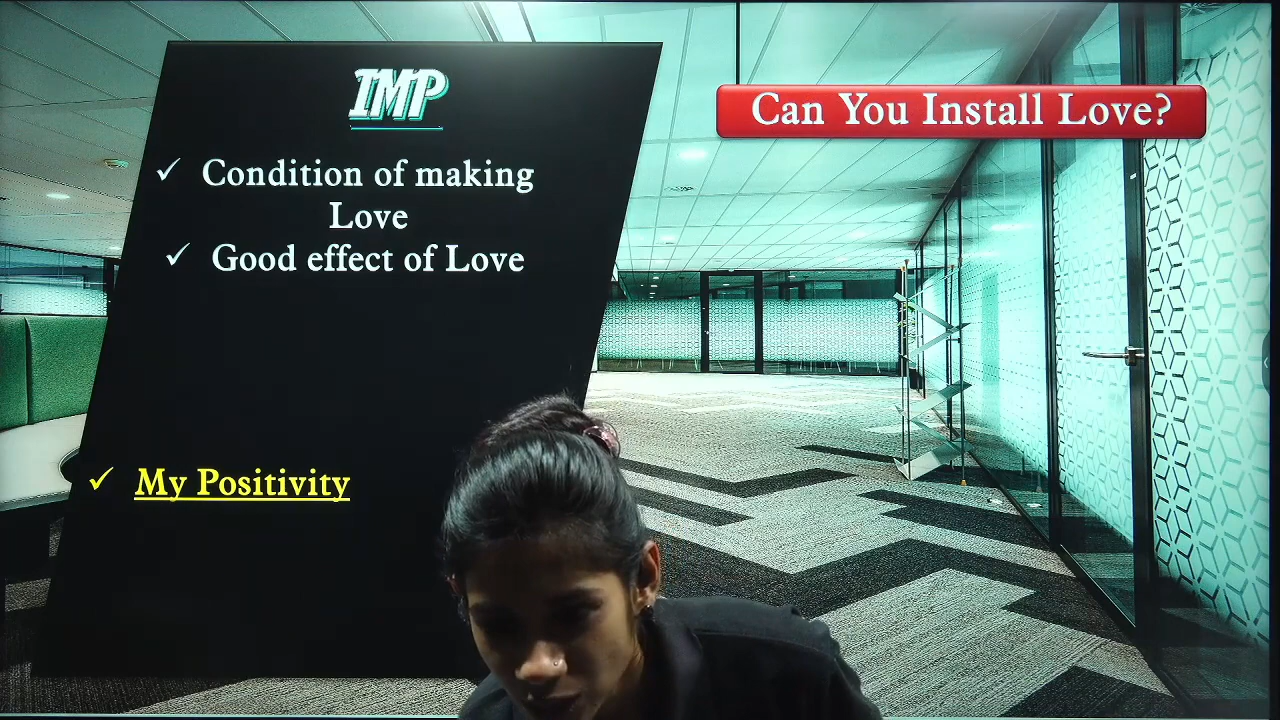 IMP
✓ Condition of making
Love
✓ Good effect of Love
✓ My Positivity
Can You Install Love?